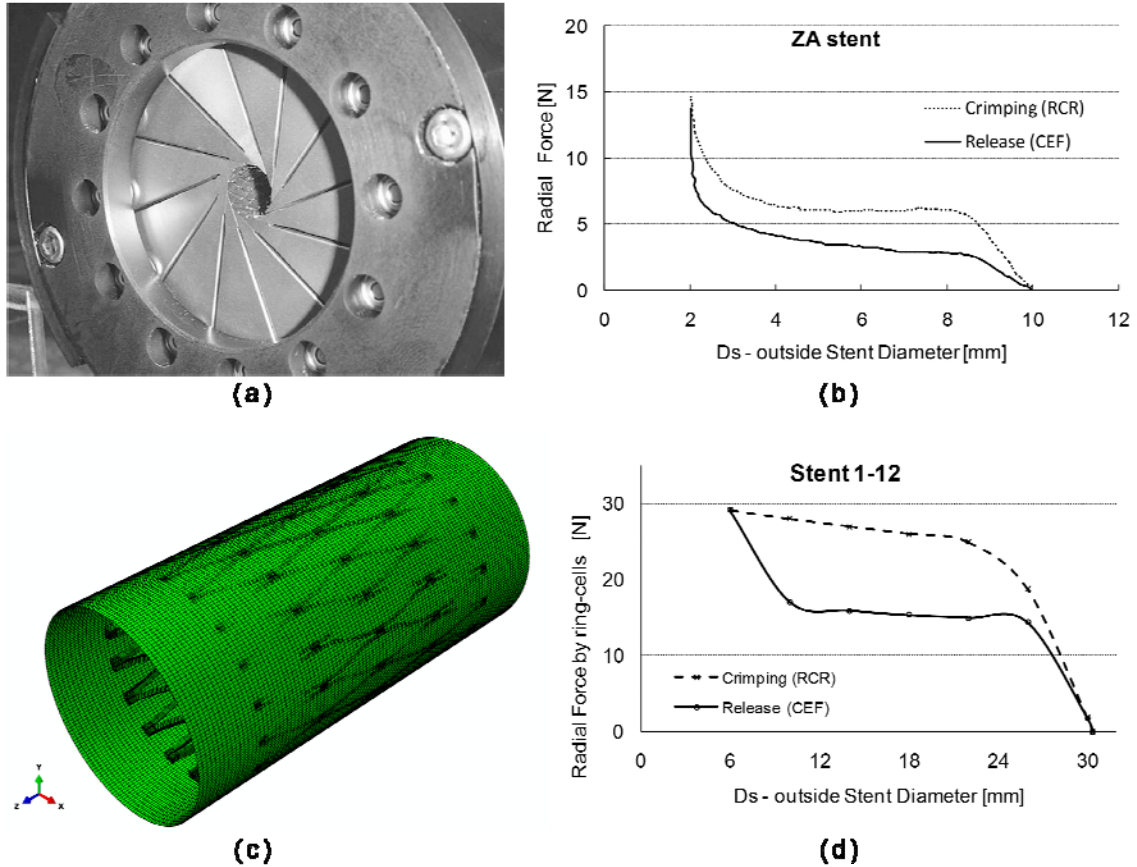 ZA stent
20
15
10
5
0
Radial Force [N]
Crimping (RCR)
Release (CEF)
0 2 4 6 8 10 12
Ds - outside Stent Diameter [mm]
(a)
(b)
Stent 1-12
30
20
10
0
Radial Force by ring-cells [N]
Crimping (RCR)
Release (CEF)
0 6 12 18 24 30
Ds - outside Stent Diameter [mm]
Y
Z
X
(c)
(d)